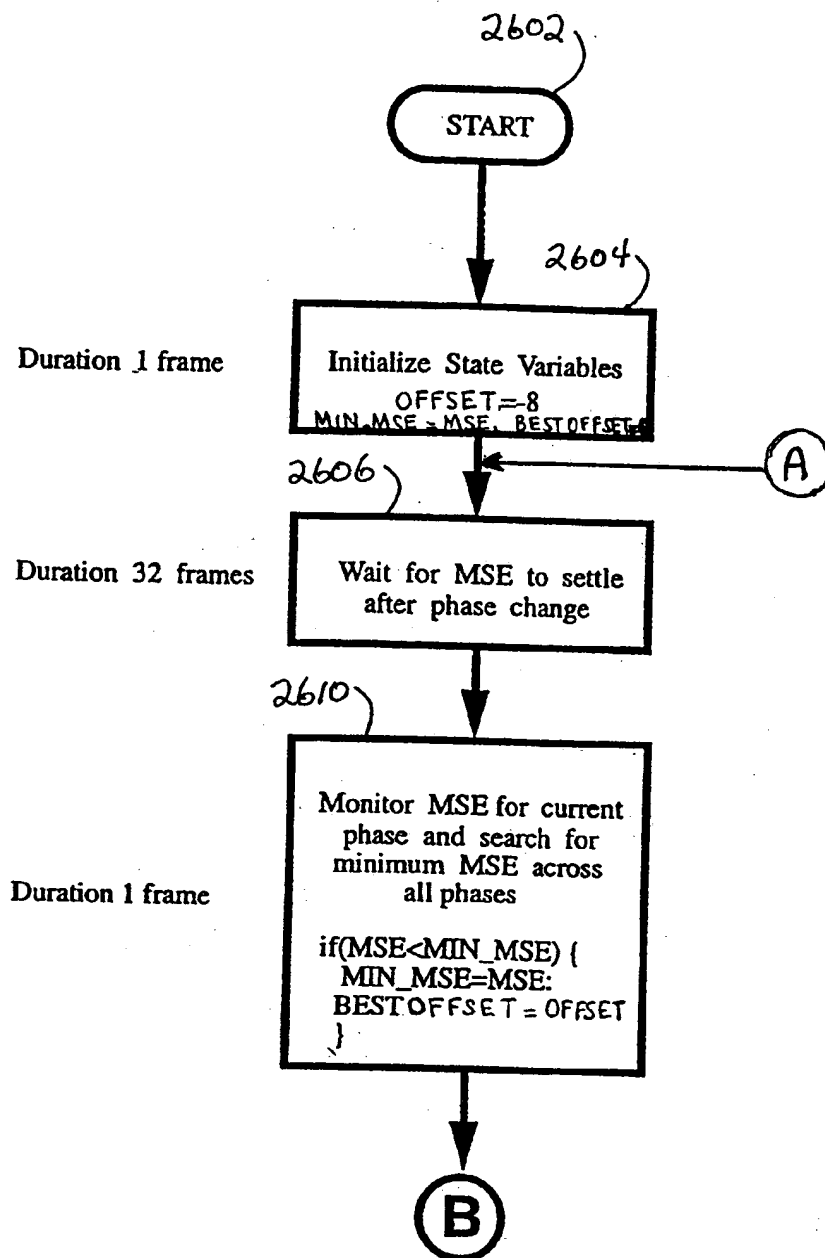 2602
START
2604
Duration 1 frame
Initialize State Variables
OFFSET=-8
MIN_MSE = MSE, BESTOFFSET=
A
2606
Duration 32 frames
Wait for MSE to settle
after phase change
2610
Monitor MSE for current
phase and search for
minimum MSE across
all phases
Duration 1 frame
if(MSE<MIN_MSE) {
MIN_MSE=MSE:
BESTOFFSET = OFFSET
}
B